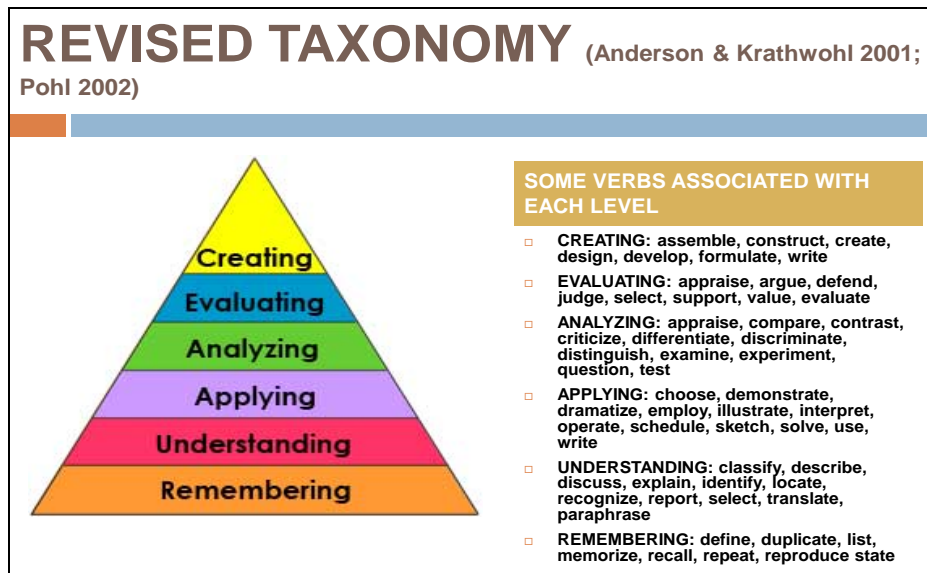 REVISED TAXONOMY (Anderson & Krathwohl 2001;
Pohl 2002)
Creating
Evaluating
Analyzing
Applying
Understanding
Remembering
SOME VERBS ASSOCIATED WITH
EACH LEVEL
CREATING: assemble, construct, create,
design, develop, formulate, write
EVALUATING: appraise, argue, defend,
judge, select, support, value, evaluate
ANALYZING: appraise, compare, contrast,
criticize, differentiate, discriminate,
distinguish, examine, experiment,
question, test
APPLYING: choose, demonstrate,
dramatize, employ, illustrate, interpret,
operate, schedule, sketch, solve, use,
write
UNDERSTANDING: classify, describe,
discuss, explain, identify, locate,
recognize, report, select, translate,
paraphrase
REMEMBERING: define, duplicate, list,
memorize, recall, repeat, reproduce state